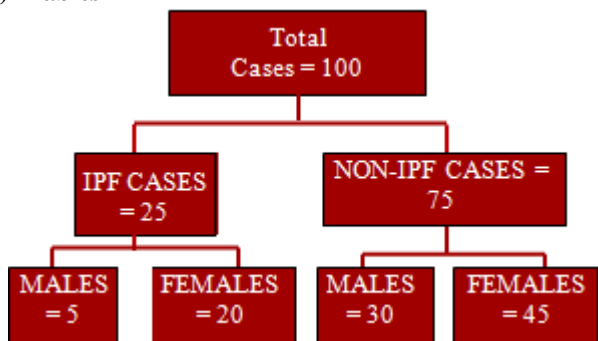 Total
Cases = 100
IPF CASES
= 25
NON-IPF CASES =
75
MALES
= 5
FEMALES
= 20
MALES
= 30
FEMALES
= 45